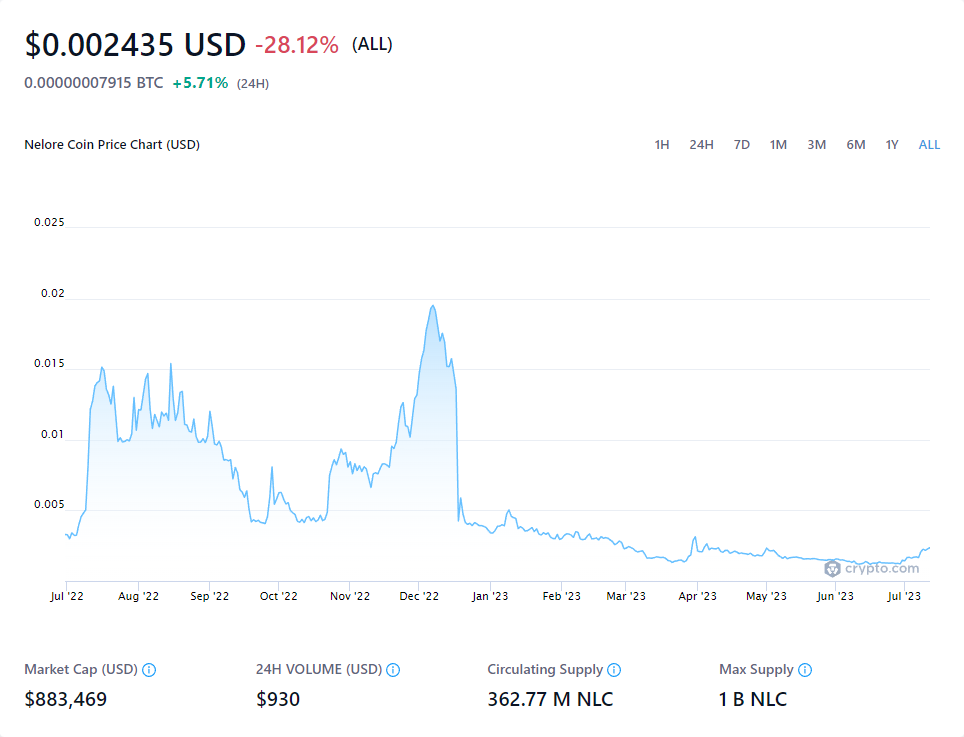 $0.002435 USD -28.12% (ALL)
0.00000007915 BTC +5.71% (24H)
Nelore Coin Price Chart (USD) 1H 24H 7D 1M 3M 6M 1Y ALL
0.025
0.02
0.015
0.01
0.005
crypto.com
Jul '22 Aug '22 Sep '22 Oct '22 Nov '22 Dec '22 Jan '23 Feb '23 Mar '23 Apr '23 May '23 Jun '23 Jul '23
Market Cap (USD) 24H VOLUME (USD) Circulating Supply Max Supply
$883,469 $930 362.77 M NLC 1 B NLC